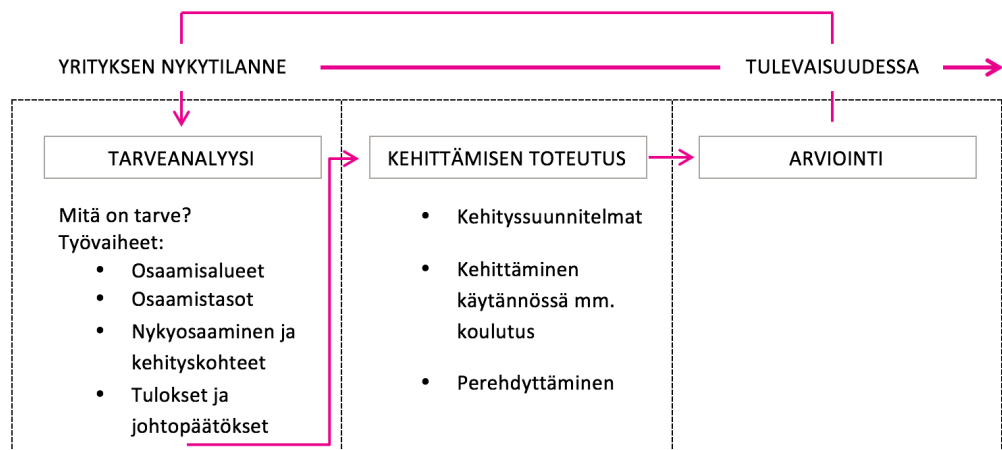 YRITYKSEN NYKYTILANNE
TULEVAISUUDESSA
TARVEANALYYSI
Mitä on tarve?
Työvaiheet:
• Osaamisalueet
• Osaamistasot
• Nykyosaaminen ja
kehityskohteet
• Tulokset ja
johtopäätökset
KEHITTÄMISEN TOTEUTUS
• Kehityssuunnitelmat
• Kehittäminen
käytännössä mm.
koulutus
• Perehdyttäminen
ARVIOINTI